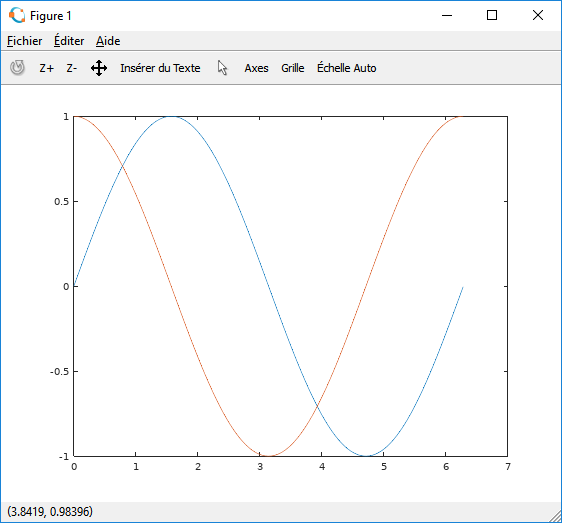 Figure 1
Fichier Éditer Aide
Z+ Z- Insérer du Texte Axes Grille Échelle Auto
1
0.5
0
-0.5
-1
0 1 2 3 4 5 6 7
(3.8419, 0.98396)